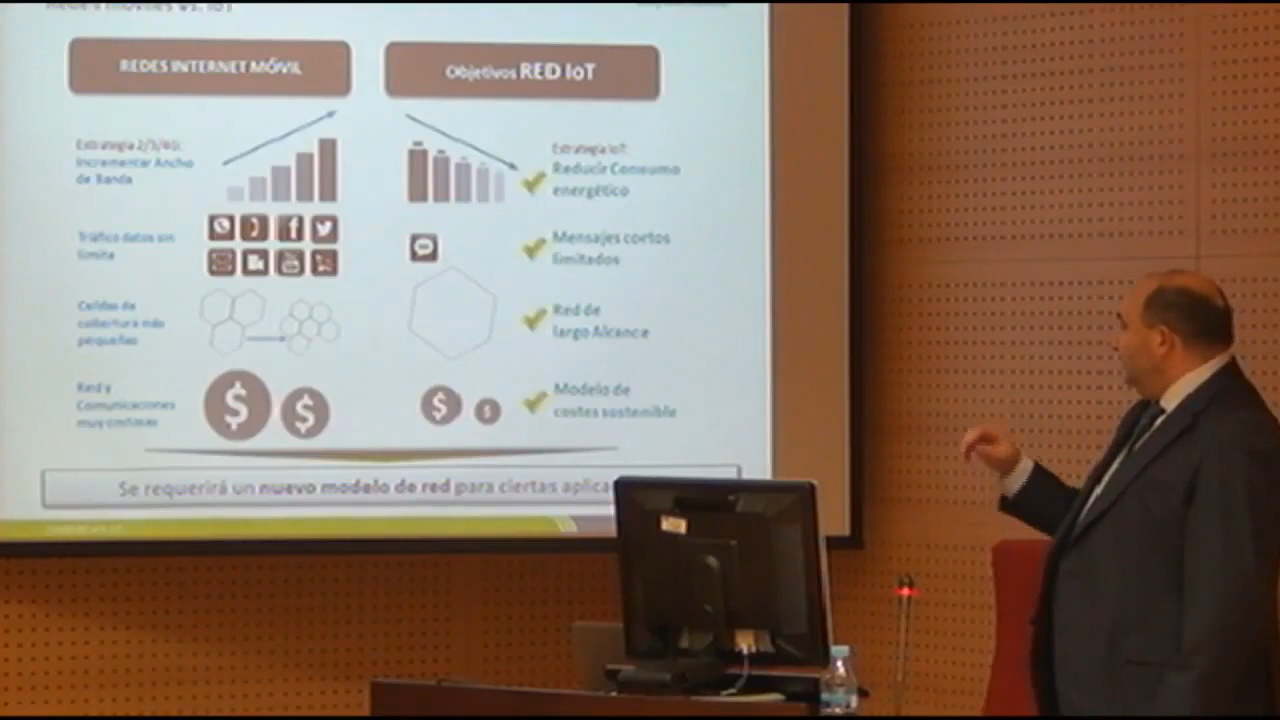 REDES INTERNET MÓVIL
Objetivos RED IoT
Estrategia 2/3/4G:
Incrementar Ancho
de Banda
Estrategia IoT:
Reducir Consumo
energético
Tráfico datos sin
limite
Mensajes cortos
limitados
Celdas de
cobertura más
pequeñas
Red de
largo Alcance
Red y
Comunicaciones
muy costosas
$ $
$ $
Modelo de
costes sostenible
Se requerirá un nuevo modelo de red para ciertas aplica